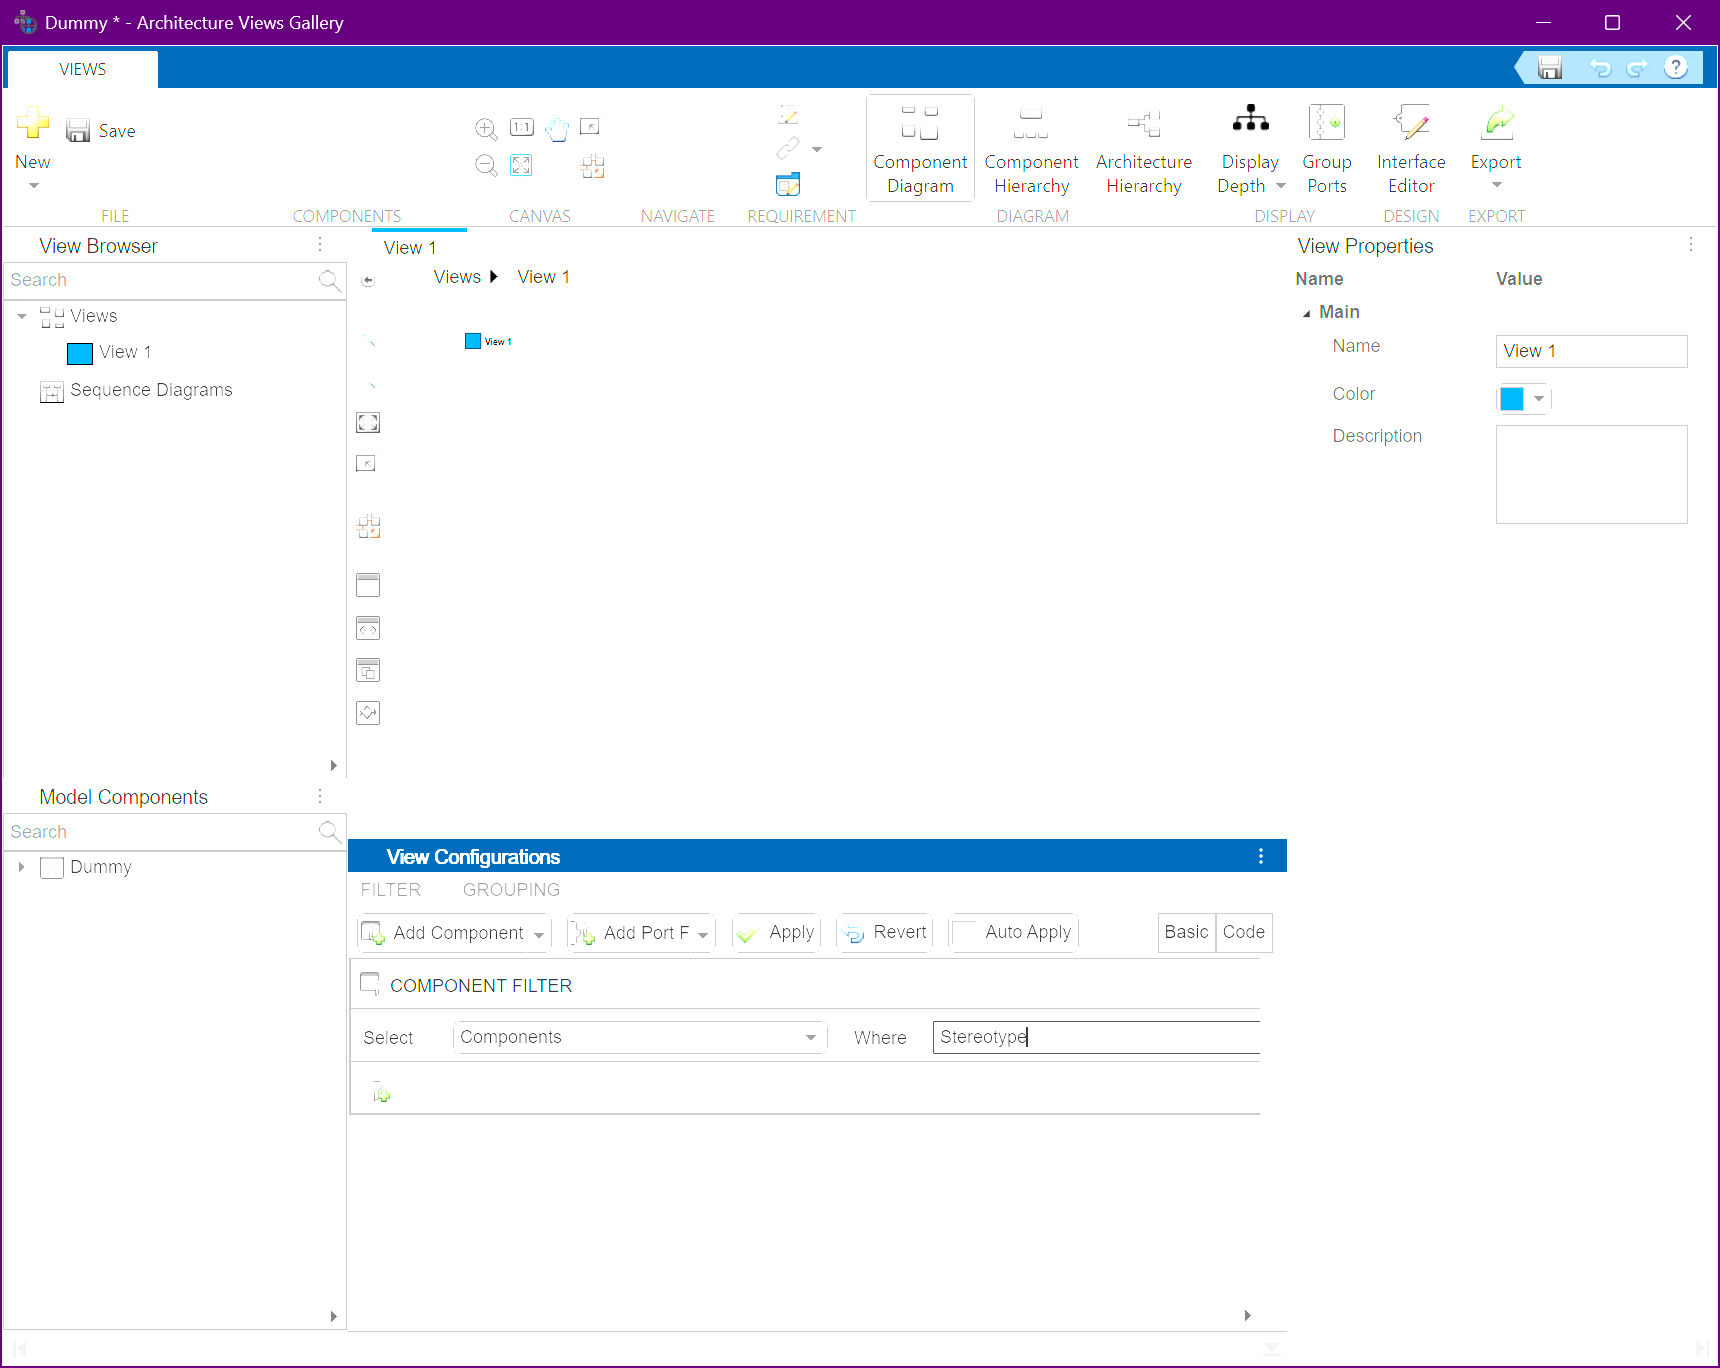 Dummy * - Architecture Views Gallery
VIEWS
New
Save
1:1
Component Diagram
Component Hierarchy
Architecture Hierarchy
Display Depth
Group Ports
Interface Editor
Export
FILE
COMPONENTS
CANVAS
NAVIGATE
REQUIREMENT
DIAGRAM
DISPLAY
DESIGN
EXPORT
View Browser
Search
Views
View 1
Sequence Diagrams
Model Components
Search
Dummy
View 1
Views View 1
View 1
View Configurations
FILTER GROUPING
Add Component
Add Port F
Apply
Revert
Auto Apply
Basic
Code
COMPONENT FILTER
Select Components Where Stereotype
View Properties
Name Value
Main
Name View 1
Color
Description